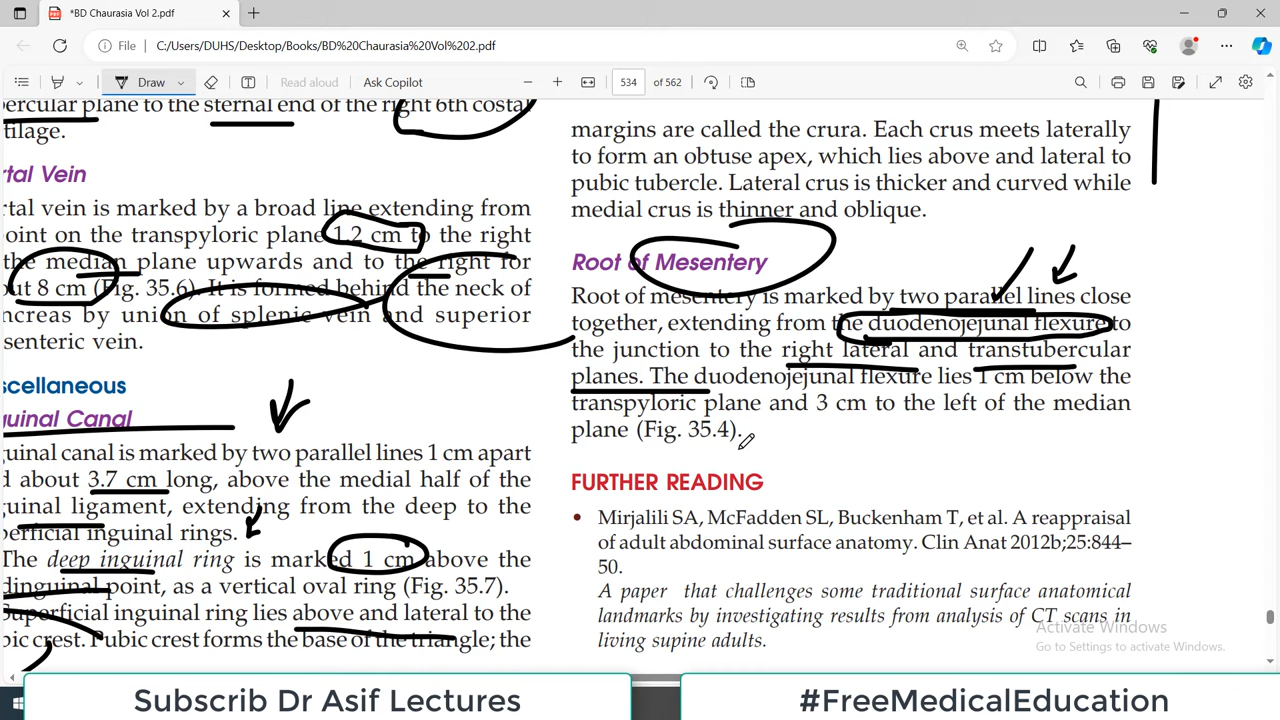 *BD Chaurasia Vol 2.pdf
File C:/Users/DUHS/Desktop/Books/BD%20Chaurasia%20Vol%202.pdf
Draw Read aloud Ask Copilot 534 of 562
bercular plane to the sternal end of the right 6th costal
tilage.
rtal Vein
rtal vein is marked by a broad line extending from
oint on the transpyloric plane 1.2 cm to the right
the median plane upwards and to the right for
out 8 cm (Fig. 35.6). It is formed behind the neck of
ncreas by union of splenic vein and superior
senteric vein.
scellaneous
guinal Canal
guinal canal is marked by two parallel lines 1 cm apart
d about 3.7 cm long, above the medial half of the
guinal ligament, extending from the deep to the
perficial inguinal rings.
The deep inguinal ring is marked 1 cm above the
dinguinal point, as a vertical oval ring (Fig. 35.7).
Superficial inguinal ring lies above and lateral to the
bic crest. Pubic crest forms the base of the triangle; the
margins are called the crura. Each crus meets laterally
to form an obtuse apex, which lies above and lateral to
pubic tubercle. Lateral crus is thicker and curved while
medial crus is thinner and oblique.
Root of Mesentery
Root of mesentery is marked by two parallel lines close
together, extending from the duodenojejunal flexure to
the junction to the right lateral and transtubercular
planes. The duodenojejunal flexure lies 1 cm below the
transpyloric plane and 3 cm to the left of the median
plane (Fig. 35.4).
FURTHER READING
• Mirjalili SA, McFadden SL, Buckenham T, et al. A reappraisal
of adult abdominal surface anatomy. Clin Anat 2012b;25:844–
50.
A paper that challenges some traditional surface anatomical
landmarks by investigating results from analysis of CT scans in
living supine adults.
Activate Windows
Go to Settings to activate Windows.
Subscrib Dr Asif Lectures
#FreeMedicalEducation